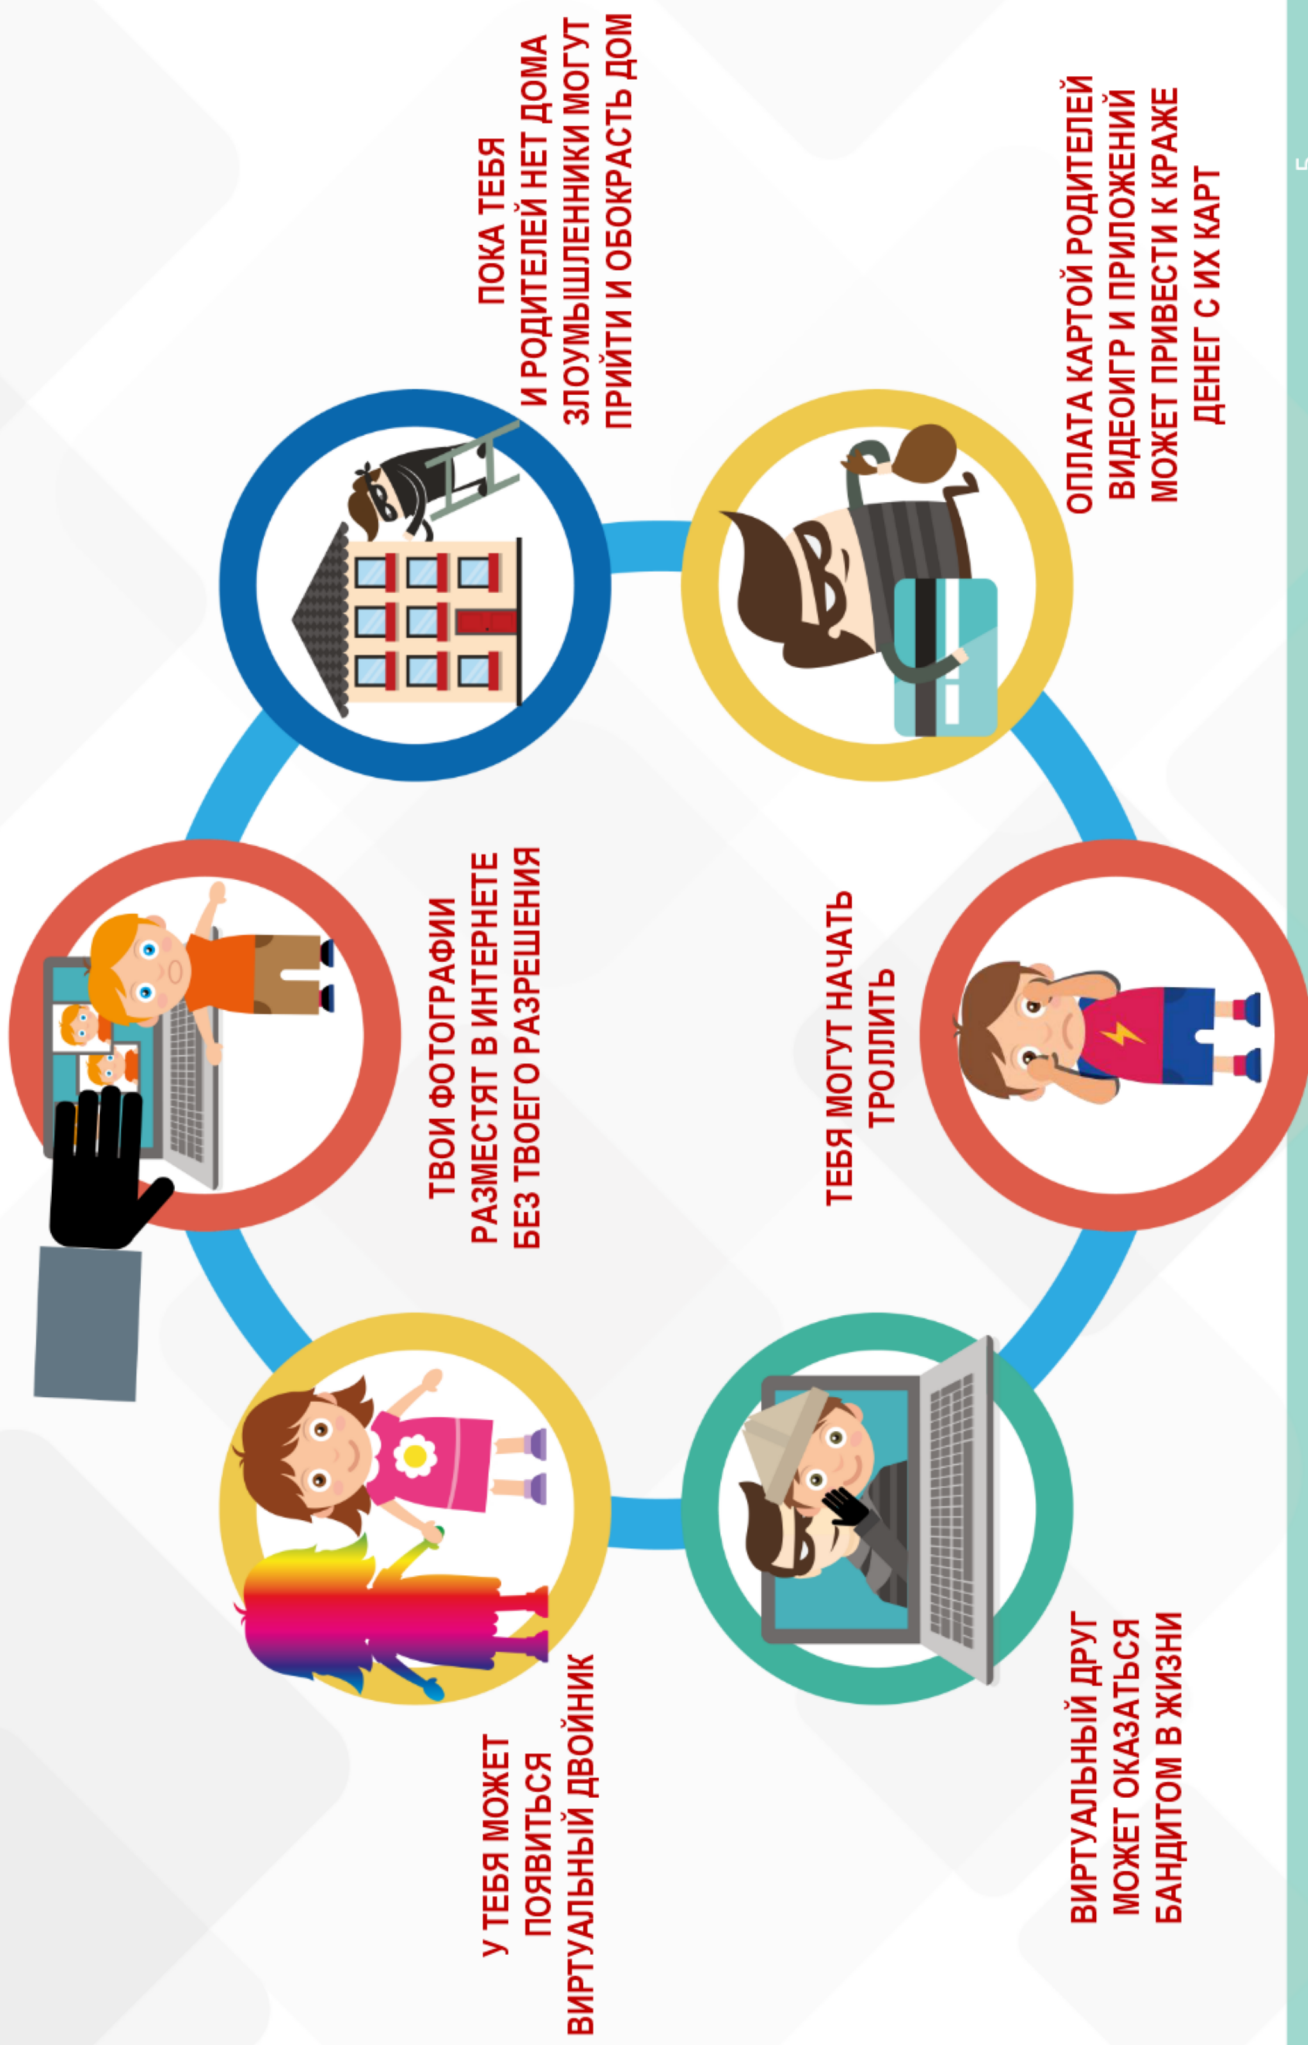 ТВОИ ФОТОГРАФИИ
РАЗМЕСТЯТ В ИНТЕРНЕТЕ
БЕЗ ТВОЕГО РАЗРЕШЕНИЯ
У ТЕБЯ МОЖЕТ
ПОЯВИТЬСЯ
ВИРТУАЛЬНЫЙ ДВОЙНИК
ПОКА ТЕБЯ
И РОДИТЕЛЕЙ НЕТ ДОМА
ЗЛОУМЫШЛЕННИКИ МОГУТ
ПРИЙТИ И ОБОКРАСТЬ ДОМ
ТЕБЯ МОГУТ НАЧАТЬ
ТРОЛЛИТЬ
ВИРТУАЛЬНЫЙ ДРУГ
МОЖЕТ ОКАЗАТЬСЯ
БАНДИТОМ В ЖИЗНИ
ОПЛАТА КАРТОЙ РОДИТЕЛЕЙ
ВИДЕОИГР И ПРИЛОЖЕНИЙ
МОЖЕТ ПРИВЕСТИ К КРАЖЕ
ДЕНЕГ С ИХ КАРТ